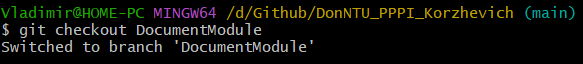 Vladimir@HOME-PC MINGW64 /d/Github/DonNTU_PPPI_Korzhevich (main)
$ git checkout DocumentModule
Switched to branch 'DocumentModule'